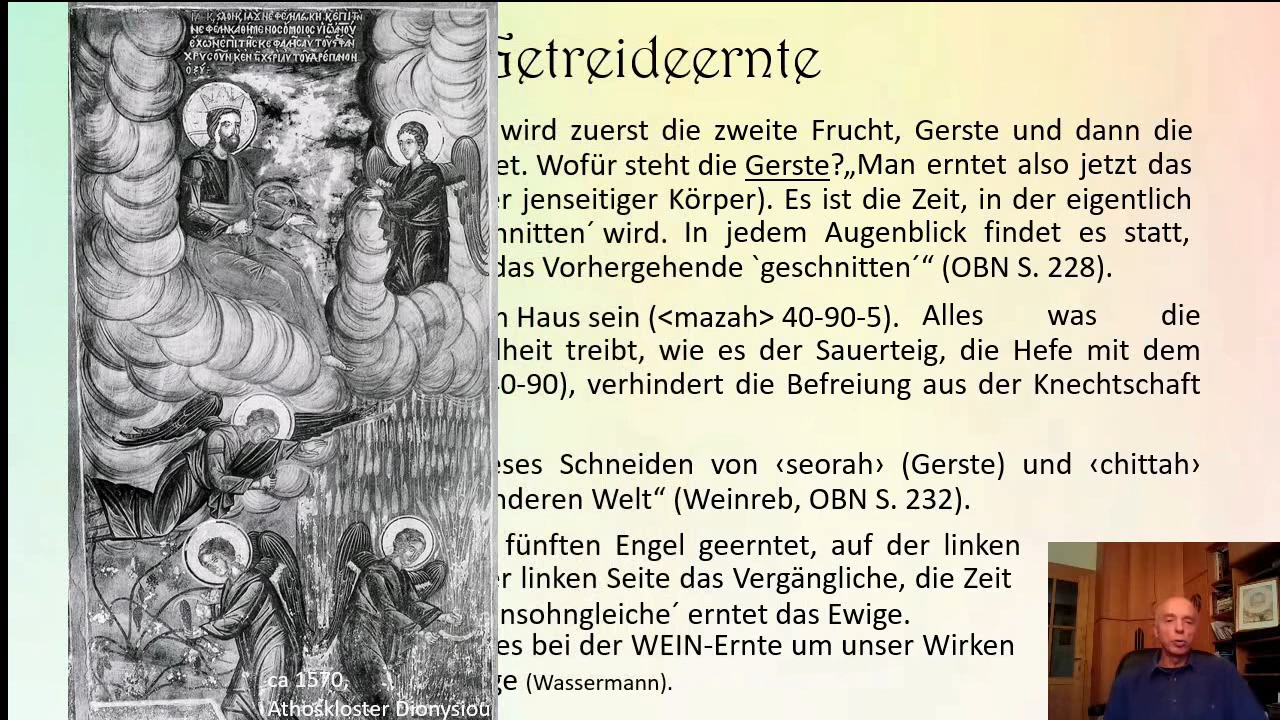 Getreideernte
wird zuerst die zweite Frucht, Gerste und dann die
et. Wofür steht die Gerste?„Man erntet also jetzt das
er jenseitiger Körper). Es ist die Zeit, in der eigentlich
hnitten´ wird. In jedem Augenblick findet es statt,
das Vorhergehende `geschnitten´“ (OBN S. 228).
Haus sein (<mazah> 40-90-5). Alles was die
lheit treibt, wie es der Sauerteig, die Hefe mit dem
0-90), verhindert die Befreiung aus der Knechtschaft
eses Schneiden von ‹seorah› (Gerste) und ‹chittah›
nderen Welt“ (Weinreb, OBN S. 232).
fünften Engel geerntet, auf der linken
er linken Seite das Vergängliche, die Zeit
ensohngleiche´ erntet das Ewige.
es bei der WEIN-Ernte um unser Wirken
ge (Wassermann).
ca 1570,
Athoskloster Dionysiou